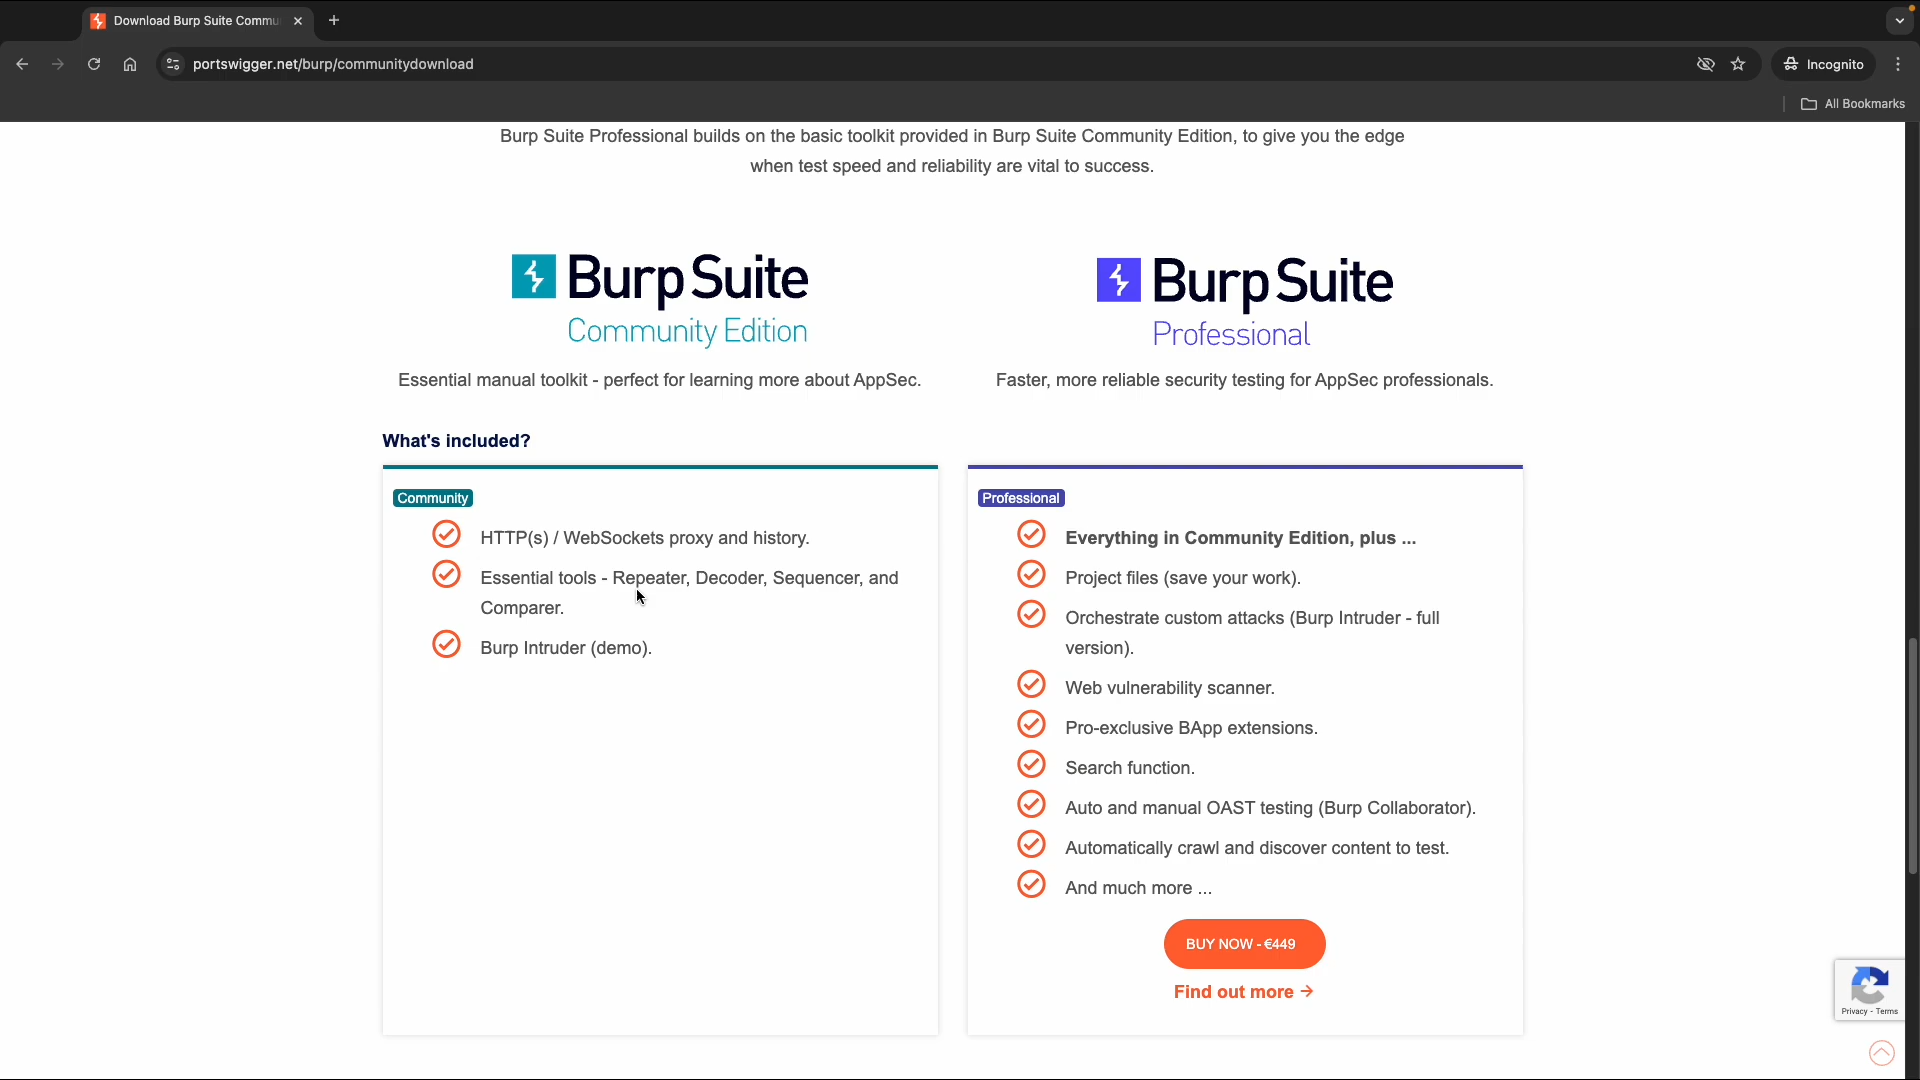 Download Burp Suite Commu
portswigger.net/burp/communitydownload
Incognito
All Bookmarks
Burp Suite Professional builds on the basic toolkit provided in Burp Suite Community Edition, to give you the edge
when test speed and reliability are vital to success.
Burp Suite
Community Edition
Essential manual toolkit - perfect for learning more about AppSec.
Burp Suite
Professional
Faster, more reliable security testing for AppSec professionals.
What's included?
Community
HTTP(s) / WebSockets proxy and history.
Essential tools - Repeater, Decoder, Sequencer, and
Comparer.
Burp Intruder (demo).
Professional
Everything in Community Edition, plus ...
Project files (save your work).
Orchestrate custom attacks (Burp Intruder - full
version).
Web vulnerability scanner.
Pro-exclusive BApp extensions.
Search function.
Auto and manual OAST testing (Burp Collaborator).
Automatically crawl and discover content to test.
And much more ...
BUY NOW - €449
Find out more →
Privacy - Terms